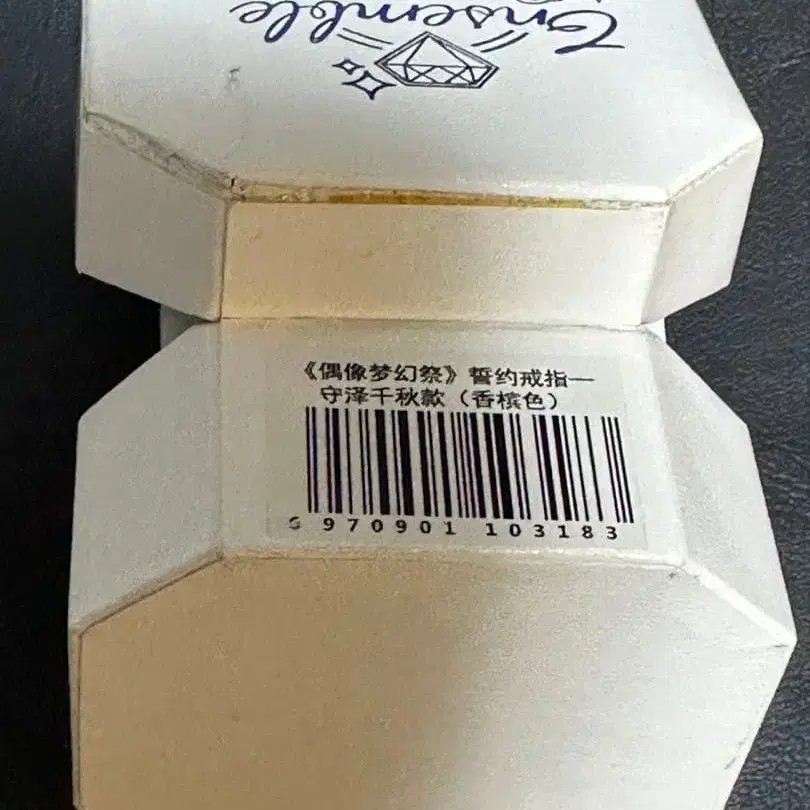 Ensemble
《偶像梦幻祭》誓约戒指—
守泽千秋款（香槟色）
6 970901 103183